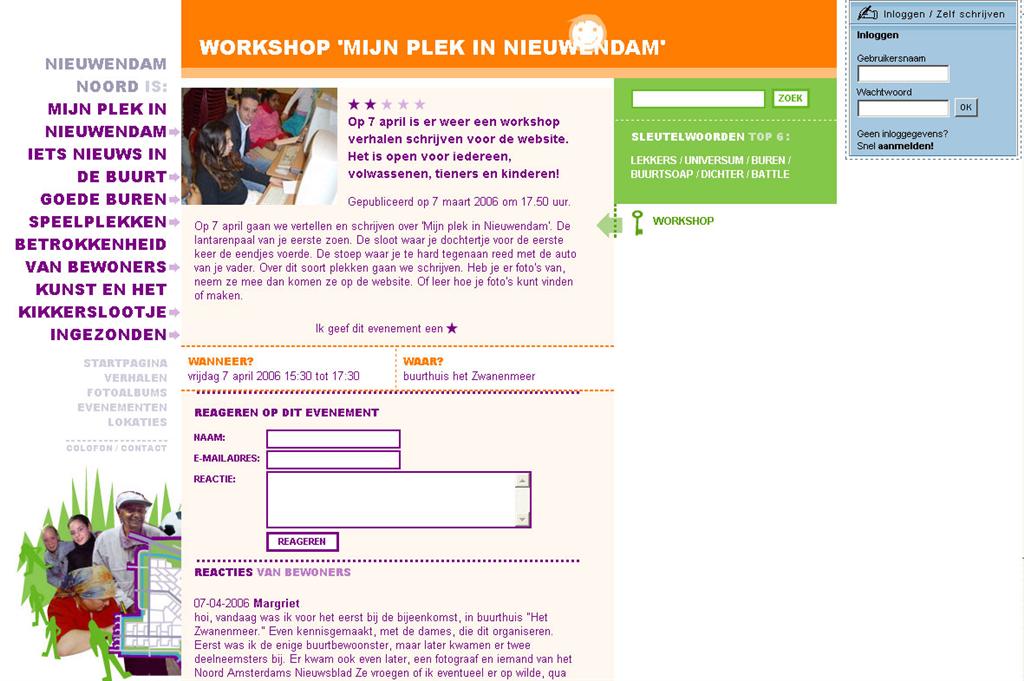 NIEUWENDAM
NOORD IS:
MIJN PLEK IN
NIEUWENDAM
IETS NIEUWS IN
DE BUURT
GOEDE BUREN
SPEELPLEKKEN
BETROKKENHEID
VAN BEWONERS
KUNST EN HET
KIKKERSLOOTJE
INGEZONDEN
STARTPAGINA
VERHALEN
FOTOALBUMS
EVENEMENTEN
LOKATIES
COLOFON / CONTACT
WORKSHOP 'MIJN PLEK IN NIEUWENDAM'
Op 7 april is er weer een workshop
verhalen schrijven voor de website.
Het is open voor iedereen,
volwassenen, tieners en kinderen!
Gepubliceerd op 7 maart 2006 om 17.50 uur.
Op 7 april gaan we vertellen en schrijven over 'Mijn plek in Nieuwendam'. De
lantarenpaal van je eerste zoen. De sloot waar je dochtertje voor de eerste
keer de eendjes voerde. De stoep waar je te hard tegenaan reed met de auto
van je vader. Over dit soort plekken gaan we schrijven. Heb je er foto's van,
neem ze mee dan komen ze op de website. Of leer hoe je foto's kunt vinden
of maken.
Ik geef dit evenement een ★
WANNEER?
vrijdag 7 april 2006 15:30 tot 17:30
WAAR?
buurthuis het Zwanenmeer
REAGEREN OP DIT EVENEMENT
NAAM:
E-MAILADRES:
REACTIE:
REAGEREN
REACTIES VAN BEWONERS
07-04-2006 Margriet
hoi, vandaag was ik voor het eerst bij de bijeenkomst, in buurthuis "Het
Zwanenmeer." Even kennisgemaakt, met de dames, die dit organiseren.
Eerst was ik de enige buurtbewoonster, maar later kwamen er twee
deelneemsters bij. Er kwam ook even later, een fotograaf en iemand van het
Noord Amsterdams Nieuwsblad Ze vroegen of ik eventueel er op wilde, qua
ZOEK
SLEUTELWOORDEN TOP 6:
LEKKERS / UNIVERSUM / BUREN /
BUURTSOAP / DICHTER / BATTLE
WORKSHOP
Inloggen / Zelf schrijven
Inloggen
Gebruikersnaam
Wachtwoord
OK
Geen inloggegevens?
Snel aanmelden!